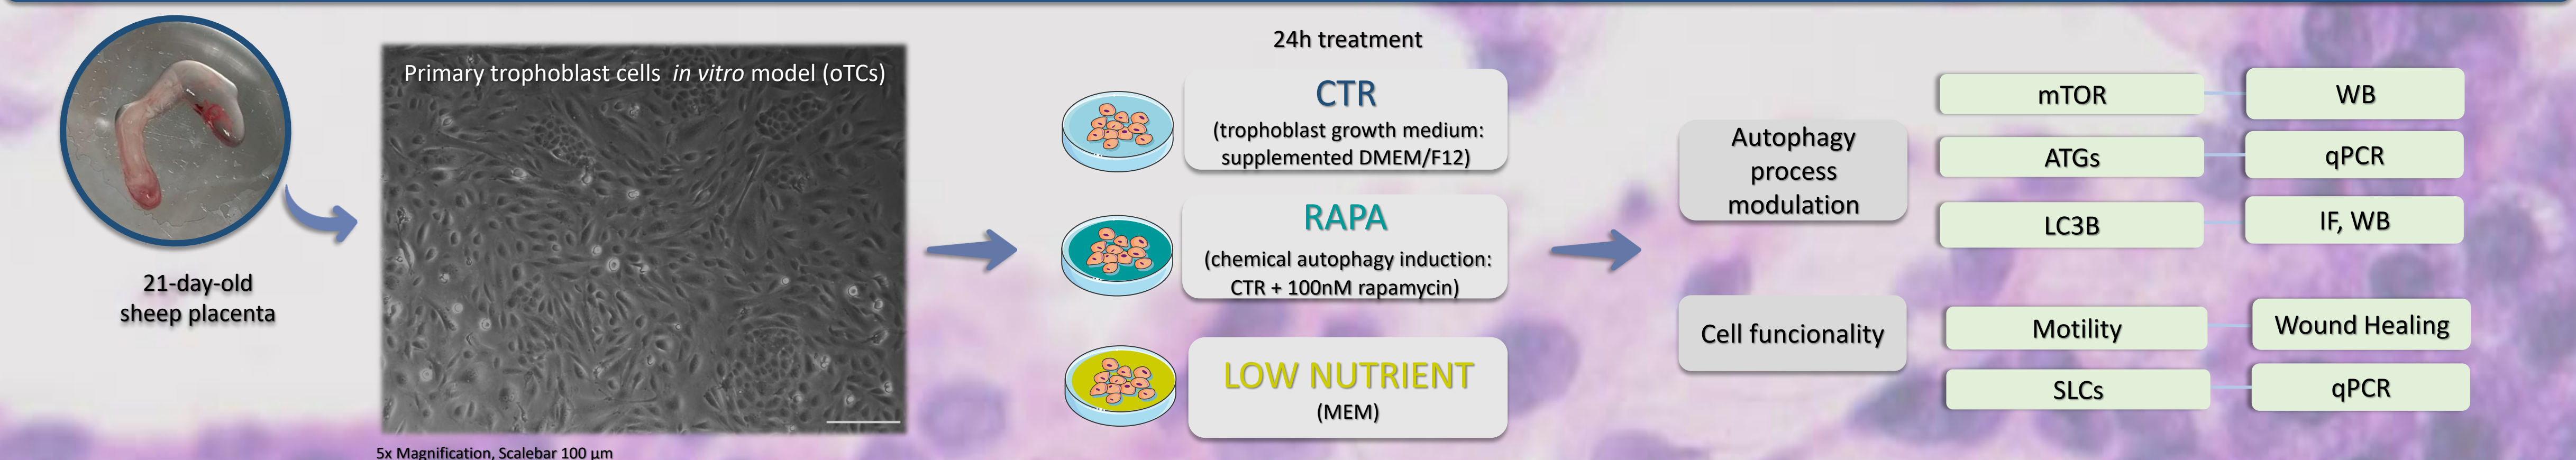 21-day-old
sheep placenta
Primary trophoblast cells in vitro model (oTCs)
5x Magnification, Scalebar 100 µm
24h treatment
CTR
(trophoblast growth medium:
supplemented DMEM/F12)
RAPA
(chemical autophagy induction:
CTR + 100nM rapamycin)
LOW NUTRIENT
(MEM)
Autophagy
process
modulation
mTOR
WB
ATGs
qPCR
LC3B
IF, WB
Cell funcionality
Motility
Wound Healing
SLCs
qPCR